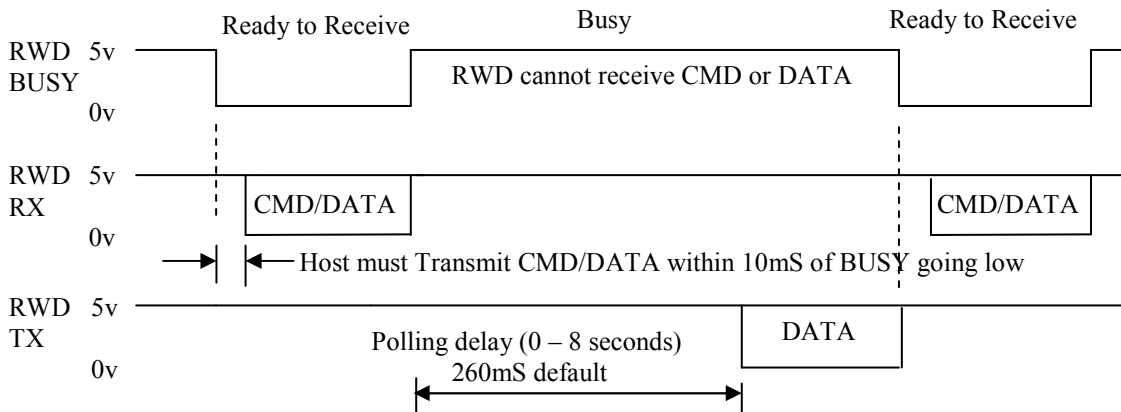 Ready to Receive
Busy
Ready to Receive
RWD 5v
BUSY
RWD cannot receive CMD or DATA
0v
RWD 5v
RX
CMD/DATA
CMD/DATA
0v
Host must Transmit CMD/DATA within 10mS of BUSY going low
RWD 5v
TX
DATA
Polling delay (0 – 8 seconds)
0v
260mS default